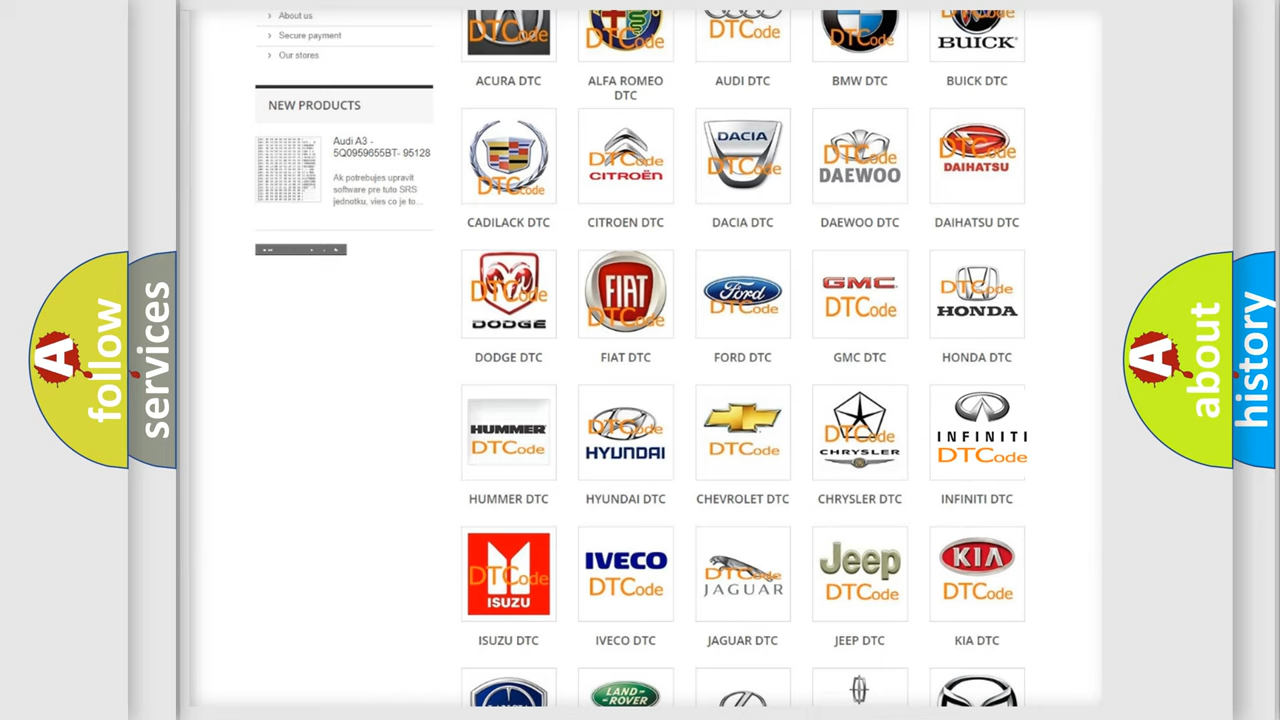 About us
Secure payment
Our stores
NEW PRODUCTS
Audi A3 -
5Q0959655BT- 95128
Ak potrebujes upravit
software pre tuto SRS
jednotku, vies co je to...
DTCode
DTCode
DTCode
DTCode
BUICK
ACURA DTC
ALFA ROMEO
DTC
AUDI DTC
BMW DTC
BUICK DTC
DTCode
DTCode
CITROËN
DACIA
DTCode
DTCode
DAEWOO
DTCode
DAIHATSU
CADILACK DTC
CITROEN DTC
DACIA DTC
DAEWOO DTC
DAIHATSU DTC
DTCode
DODGE
FIAT
DTCode
Ford
DTCode
GMC
DTCode
DTCode
HONDA
DODGE DTC
FIAT DTC
FORD DTC
GMC DTC
HONDA DTC
HUMMER
DTCode
DTCode
HYUNDAI
DTCode
DTCode
CHRYSLER
INFINITI
DTCode
HUMMER DTC
HYUNDAI DTC
CHEVROLET DTC
CHRYSLER DTC
INFINITI DTC
DTCode
ISUZU
IVECO
DTCode
DTCode
JAGUAR
Jeep
DTCode
KIA
DTCode
ISUZU DTC
IVECO DTC
JAGUAR DTC
JEEP DTC
KIA DTC
LAND-
ROVER
A
follow
services
A
about
history